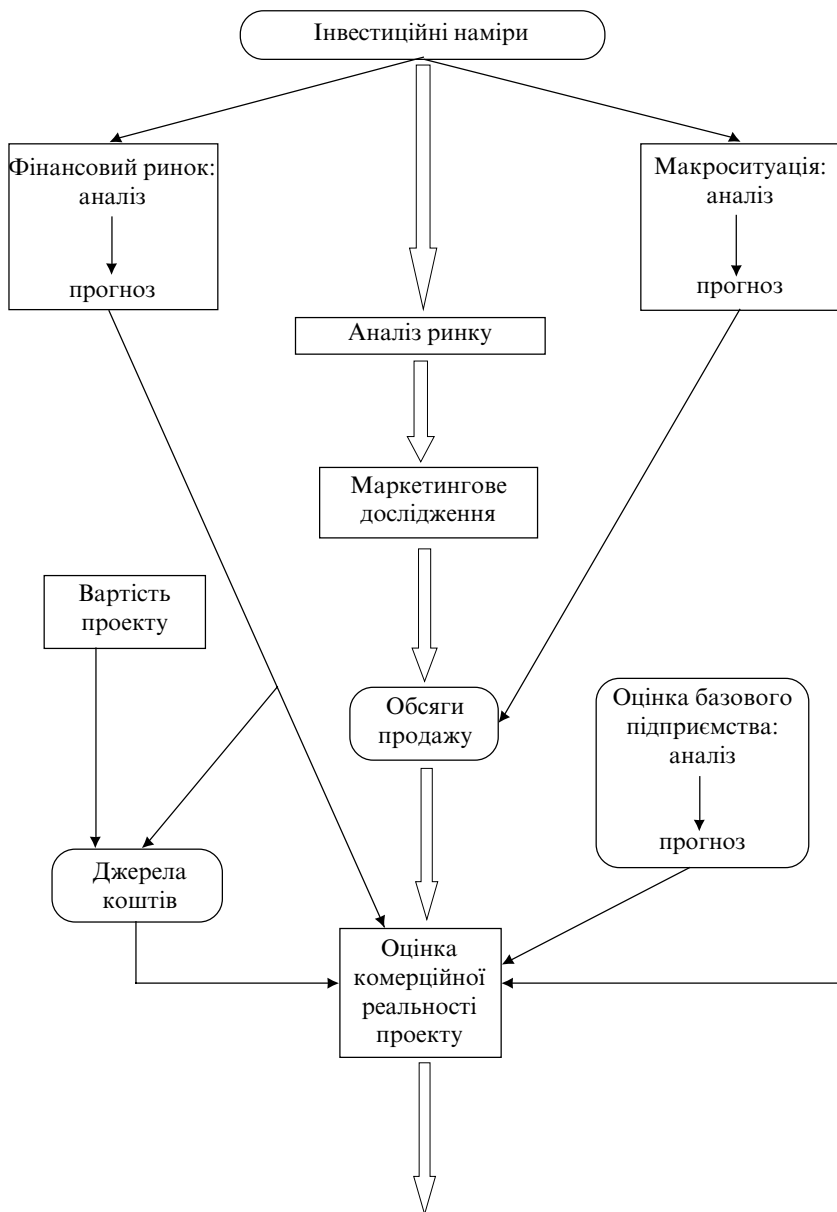 Інвестиційні наміри
Фінансовий ринок:
аналіз
прогноз
Макроситуація:
аналіз
прогноз
Аналіз ринку
Маркетингове
дослідження
Вартість
проекту
Обсяги
продажу
Оцінка базового
підприємства:
аналіз
прогноз
Джерела
коштів
Оцінка
комерційної
реальності
проекту